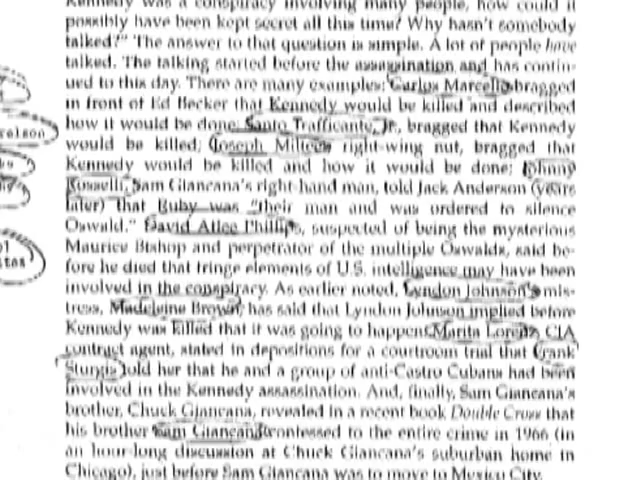 Kennedy was a conspiracy involving many people, how could it
possibly have been kept secret all this time? Why hasn't somebody
talked?" The answer to that question is simple. A lot of people have
talked. The talking started before the assassination and has contin-
ued to this day. There are many examples: Carlos Marcello bragged
in front of Ed Becker that Kennedy would be killed and described
how it would be done; Santo Trafficante, Jr., bragged that Kennedy
would be killed; Joseph Milteer, right-wing nut, bragged that
Kennedy would be killed and how it would be done; Johnny
Rosselli, Sam Giancana's right-hand man, told Jack Anderson (years
later) that Ruby was "their man and was ordered to silence
Oswald." David Atlee Phillips, suspected of being the mysterious
Maurice Bishop and perpetrator of the multiple Oswalds, said be-
fore he died that fringe elements of U.S. intelligence may have been
involved in the conspiracy. As earlier noted, Lyndon Johnson's mis-
tress, Madeleine Brown, has said that Lyndon Johnson implied before
Kennedy was killed that it was going to happen. Marita Lorenz, CIA
contract agent, stated in depositions for a courtroom trial that Frank
Sturgis told her that he and a group of anti-Castro Cubans had been
involved in the Kennedy assassination. And, finally, Sam Giancana's
brother, Chuck Giancana, revealed in a recent book Double Cross that
his brother Sam Giancana confessed to the entire crime in 1966 (in
an hour-long discussion at Chuck Giancana's suburban home in
Chicago), just before Sam Giancana was to move to Mexico City.